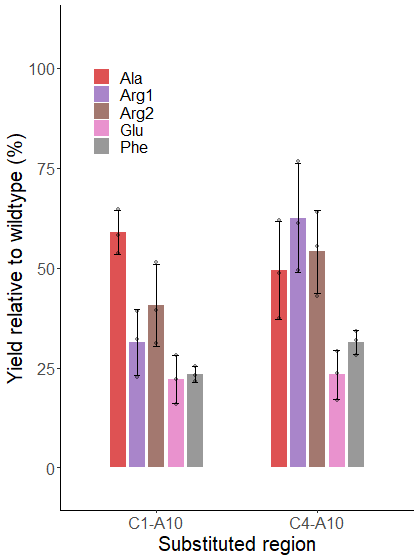 Yield relative to wildtype (%)
100
75
50
25
0
Ala
Arg1
Arg2
Glu
Phe
C1-A10
C4-A10
Substituted region